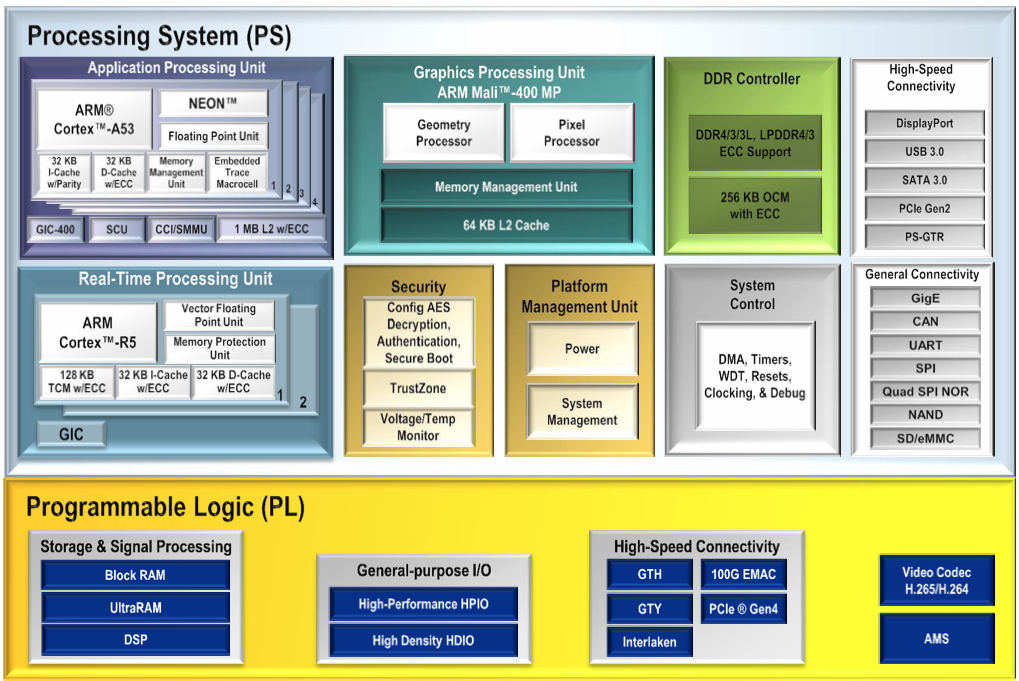 Processing System (PS)
Application Processing Unit
ARM®
Cortex™-A53
NEON™
Floating Point Unit
32 KB
I-Cache
w/Parity
32 KB
D-Cache
w/ECC
Memory
Management
Unit
Embedded
Trace
Macrocell
1
2
3
4
GIC-400
SCU
CCI/SMMU
1 MB L2 w/ECC
Graphics Processing Unit
ARM Mali™-400 MP
Geometry
Processor
Pixel
Processor
Memory Management Unit
64 KB L2 Cache
DDR Controller
DDR4/3/3L, LPDDR4/3
ECC Support
256 KB OCM
with ECC
High-Speed
Connectivity
DisplayPort
USB 3.0
SATA 3.0
PCIe Gen2
PS-GTR
Real-Time Processing Unit
ARM
Cortex™-R5
Vector Floating
Point Unit
Memory Protection
Unit
128 KB
TCM w/ECC
32 KB I-Cache
w/ECC
32 KB D-Cache
w/ECC
1
2
GIC
Security
Config AES
Decryption,
Authentication,
Secure Boot
TrustZone
Voltage/Temp
Monitor
Platform
Management Unit
Power
System
Management
System
Control
DMA, Timers,
WDT, Resets,
Clocking, & Debug
General Connectivity
GigE
CAN
UART
SPI
Quad SPI NOR
NAND
SD/eMMC
Programmable Logic (PL)
Storage & Signal Processing
Block RAM
UltraRAM
DSP
General-purpose I/O
High-Performance HPIO
High Density HDIO
High-Speed Connectivity
GTH
100G EMAC
GTY
PCIe ® Gen4
Interlaken
Video Codec
H.265/H.264
AMS